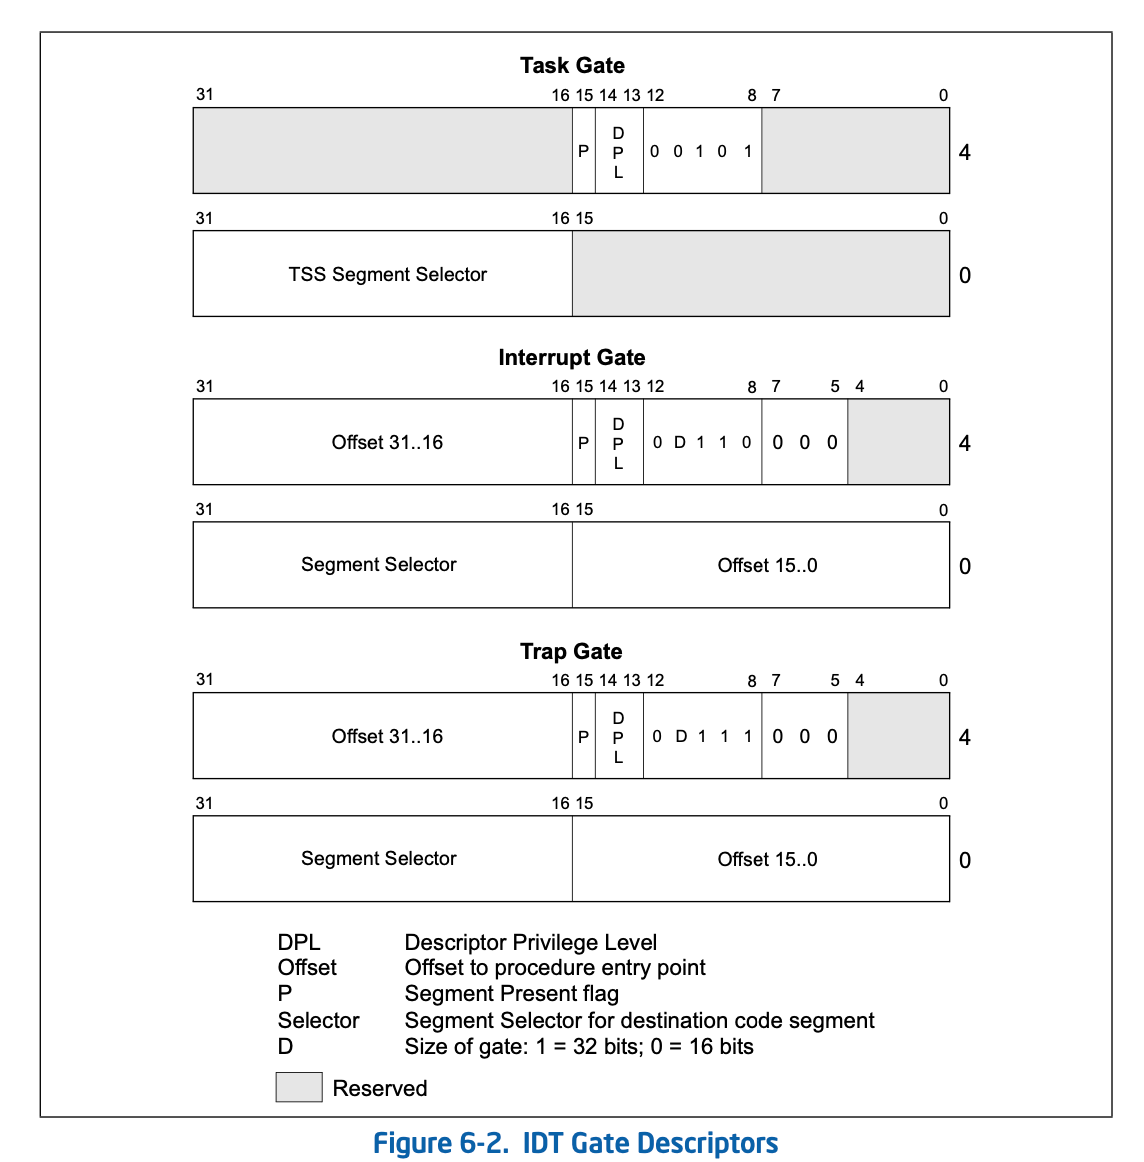 Task Gate
31 16 15 14 13 12 8 7 0
P D P L 0 0 1 0 1 4
31 16 15 0
TSS Segment Selector 0
Interrupt Gate
31 16 15 14 13 12 8 7 5 4 0
Offset 31..16 P D P L 0 D 1 1 0 0 0 0 4
31 16 15 0
Segment Selector Offset 15..0 0
Trap Gate
31 16 15 14 13 12 8 7 5 4 0
Offset 31..16 P D P L 0 D 1 1 1 0 0 0 4
31 16 15 0
Segment Selector Offset 15..0 0
DPL Descriptor Privilege Level
Offset Offset to procedure entry point
P Segment Present flag
Selector Segment Selector for destination code segment
D Size of gate: 1 = 32 bits; 0 = 16 bits
Reserved
Figure 6-2. IDT Gate Descriptors